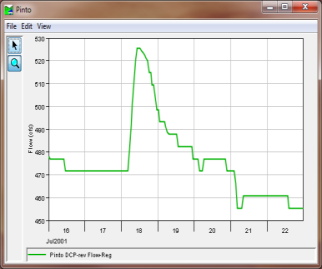 Pinto
File Edit View
530
520
510
500
490
480
470
460
450
Flow (cfs)
16 17 18 19 20 21 22
Jul2001
Pinto DCP-rev Flow-Reg